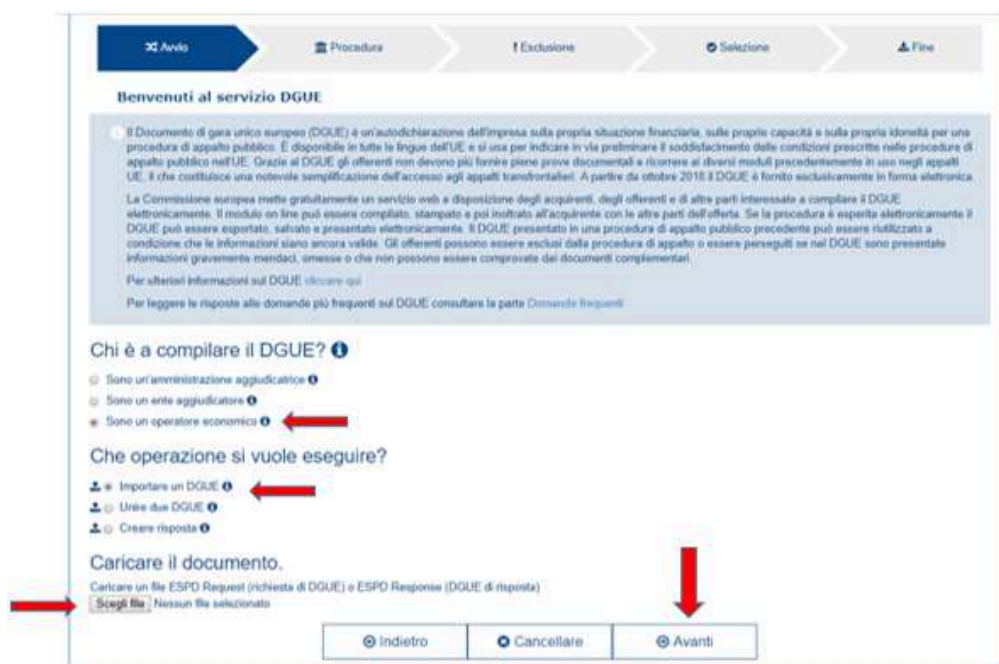 Avvio
Procedura
Esclusione
Selezione
Fine
Benvenuti al servizio DGUE
Il Documento di gara unico europeo (DGUE) è un'autodichiarazione dell'impresa sulla propria situazione finanziaria, sulle proprie capacità e sulla propria idoneità per una
procedura di appalto pubblico. È disponibile in tutte le lingue dell'UE e si usa per indicare in via preliminare il soddisfacimento delle condizioni prescritte nelle procedure di
appalto pubblico nell'UE. Grazie al DGUE gli offerenti non devono più fornire piene prove documentali e ricorrere ai diversi moduli precedentemente in uso negli appalti
UE, il che costituisce una notevole semplificazione dell'accesso agli appalti transfrontalieri. A partire da ottobre 2018 il DGUE è fornito esclusivamente in forma elettronica.
La Commissione europea mette gratuitamente un servizio web a disposizione degli acquirenti, degli offerenti e di altre parti interessate a compilare il DGUE
elettronicamente. Il modulo on line può essere compilato, stampato e poi inoltrato all'acquirente con le altre parti dell'offerta. Se la procedura è esperita elettronicamente il
DGUE può essere esportato, salvato e presentato elettronicamente. Il DGUE presentato in una procedura di appalto pubblico precedente può essere riutilizzato a
condizione che le informazioni siano ancora valide. Gli offerenti possono essere esclusi dalla procedura di appalto o essere perseguiti se nel DGUE sono presentate
informazioni gravemente mendaci, omesse o che non possono essere comprovate dai documenti complementari.
Per ulteriori informazioni sul DGUE cliccare qui
Per leggere le risposte alle domande più frequenti sul DGUE consultare la parte Domande frequenti
Chi è a compilare il DGUE?
Sono un'amministrazione aggiudicatrice
Sono un ente aggiudicatore
Sono un operatore economico
Che operazione si vuole eseguire?
Importare un DGUE
Unire due DGUE
Creare risposta
Caricare il documento.
Caricare un file ESPD Request (richiesta di DGUE) o ESPD Response (DGUE di risposta)
Scegli file Nessun file selezionato
Indietro
Cancellare
Avanti